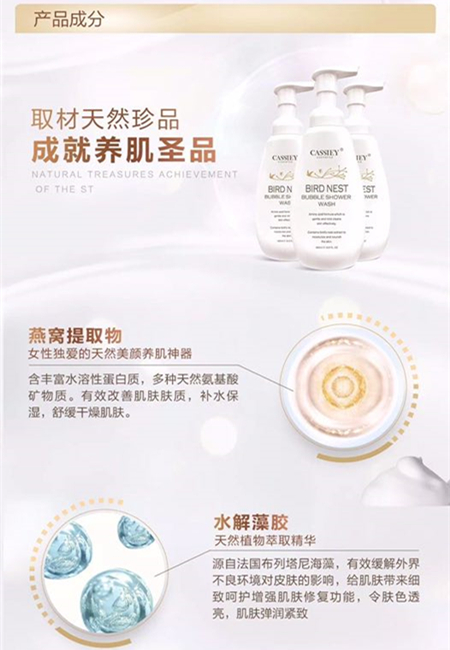 产品成分
取材天然珍品
成就养肌圣品
NATURAL TREASURES ACHIEVEMENT
OF THE ST
CASSIEY®
BIRD NEST
BUBBLE SHOWER
WASH
燕窝提取物
女性独爱的天然美颜养肌神器
含丰富水溶性蛋白质，多种天然氨基酸
矿物质。有效改善肌肤肤质，补水保
湿，舒缓干燥肌肤。
水解藻胶
天然植物萃取精华
源自法国布列塔尼海藻，有效缓解外界
不良环境对皮肤的影响，给肌肤带来细
致呵护增强肌肤修复功能，令肤色透
亮，肌肤弹润紧致